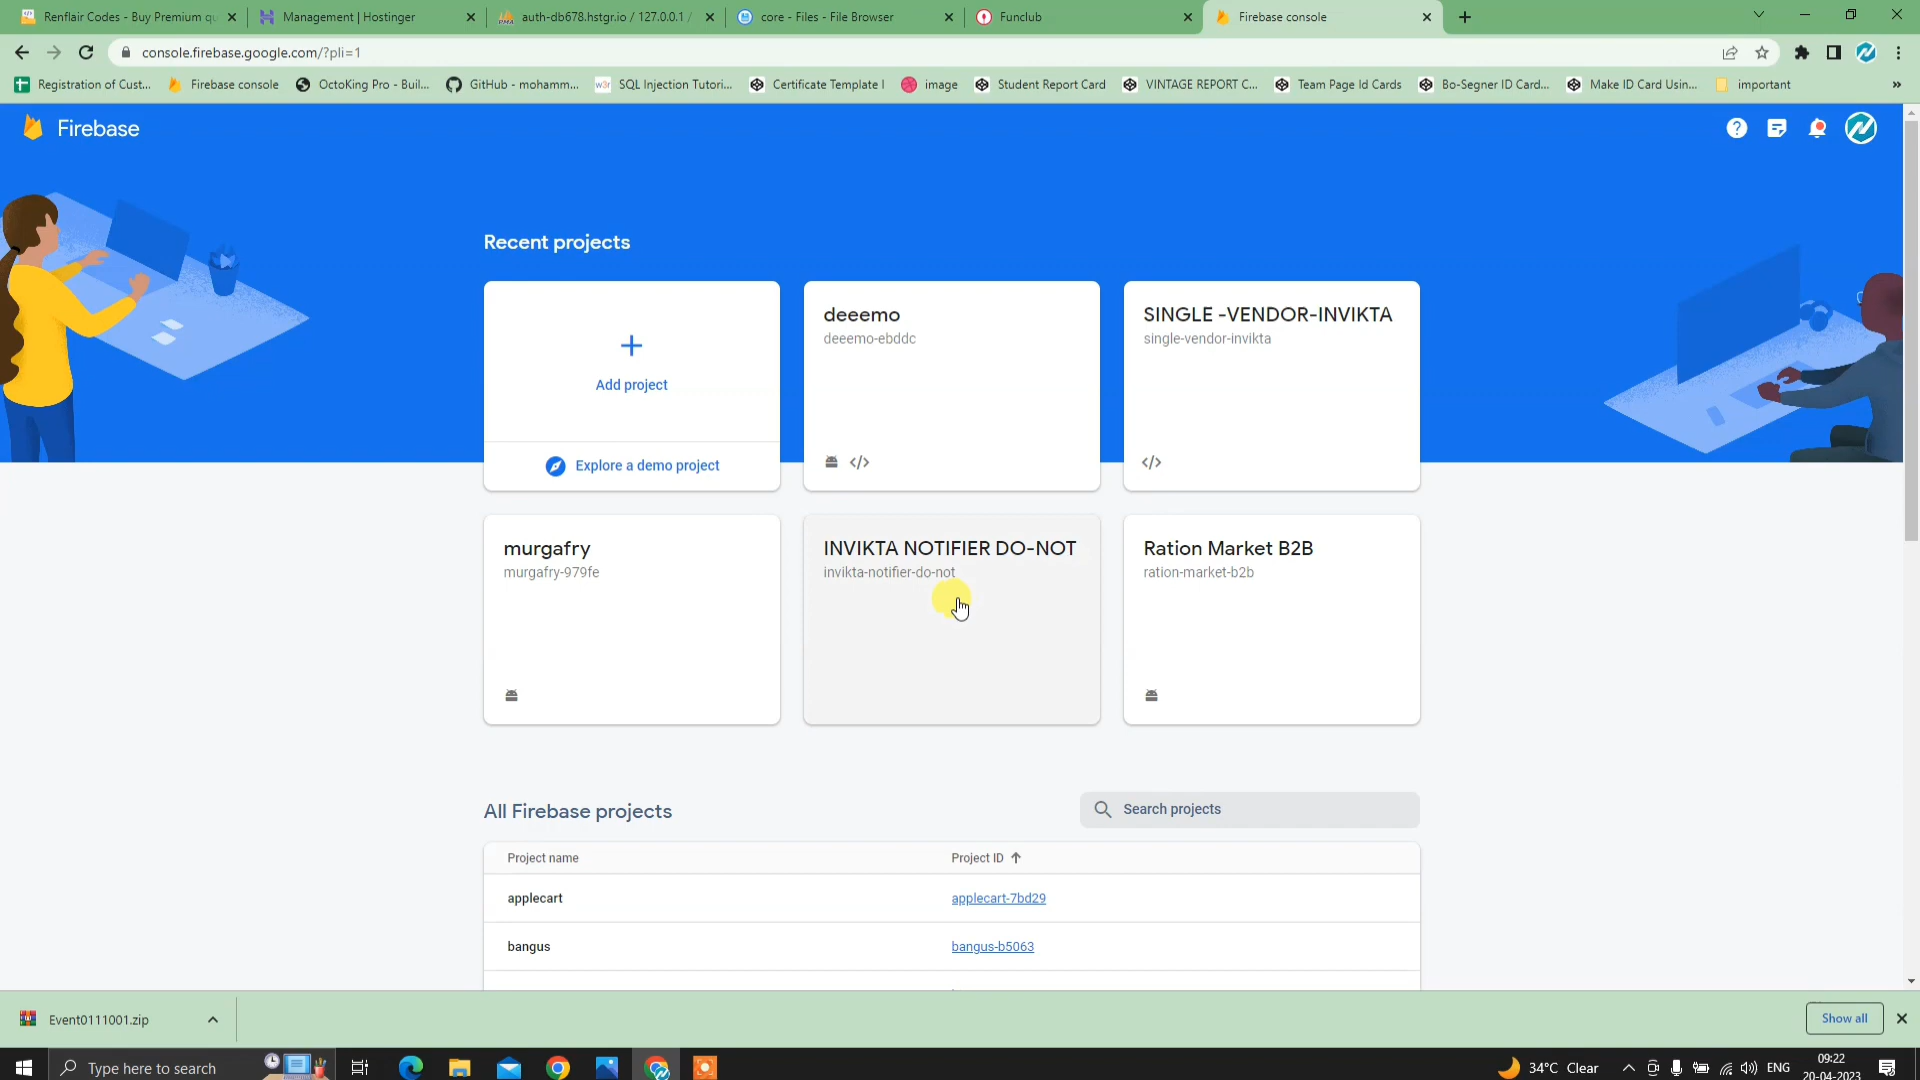 Renflair Codes - Buy Premium qu
Management | Hostinger
auth-db678.hstgr.io / 127.0.0.1 /
core - Files - File Browser
Funclub
Firebase console
console.firebase.google.com/?pli=1
Registration of Cust...
Firebase console
OctoKing Pro - Buil...
GitHub - mohamm...
SQL Injection Tutori...
Certificate Template I
image
Student Report Card
VINTAGE REPORT C...
Team Page Id Cards
Bo-Segner ID Card...
Make ID Card Usin...
important
»
Firebase
Recent projects
Add project
Explore a demo project
deeemo
deeemo-ebddc
SINGLE -VENDOR-INVIKTA
single-vendor-invikta
murgafry
murgafry-979fe
INVIKTA NOTIFIER DO-NOT
invikta-notifier-do-not
Ration Market B2B
ration-market-b2b
All Firebase projects
Search projects
Project name
Project ID
applecart
applecart-7bd29
bangus
bangus-b5063
Event0111001.zip
Show all
Type here to search
34°C Clear
ENG
09:22
20-04-2023